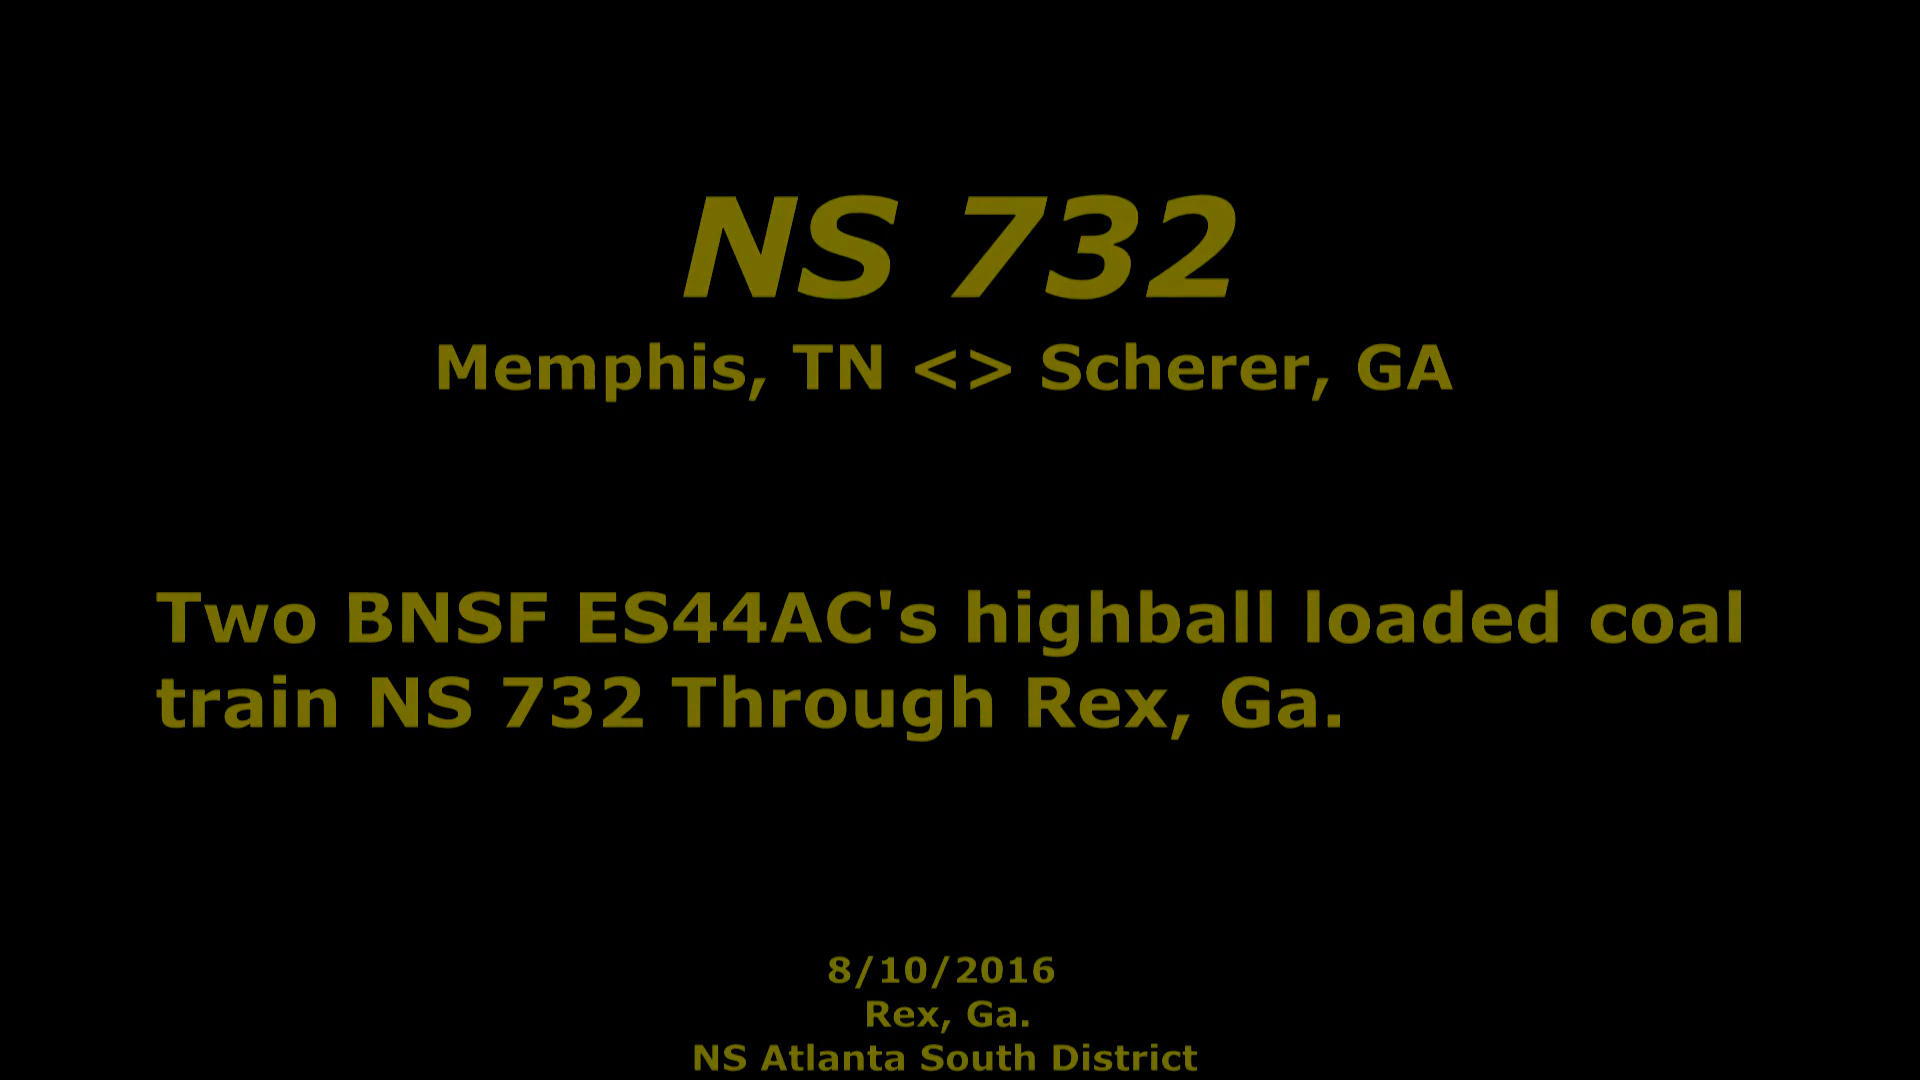 NS 732
Memphis, TN <> Scherer, GA
Two BNSF ES44AC's highball loaded coal
train NS 732 Through Rex, Ga.
8/10/2016
Rex, Ga.
NS Atlanta South District